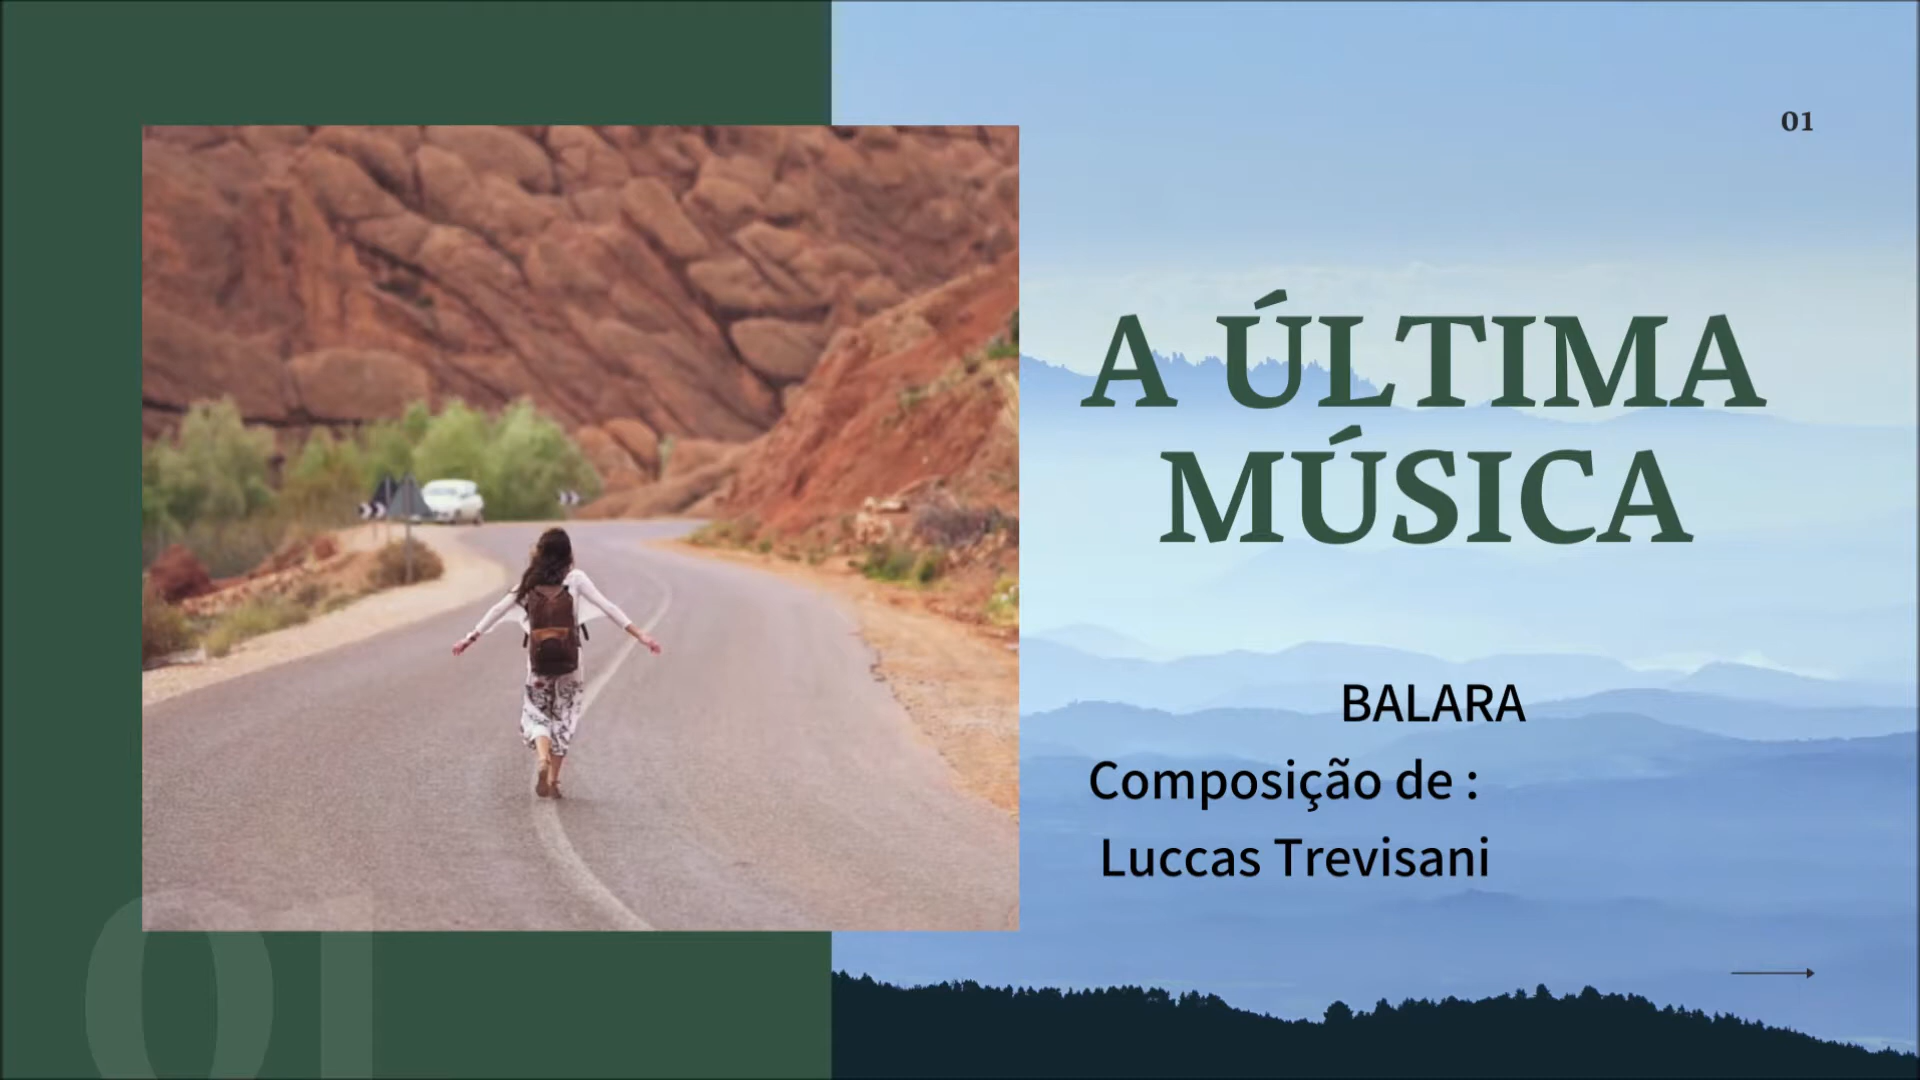 01
A ÚLTIMA
MÚSICA
BALARA
Composição de :
Luccas Trevisani
01